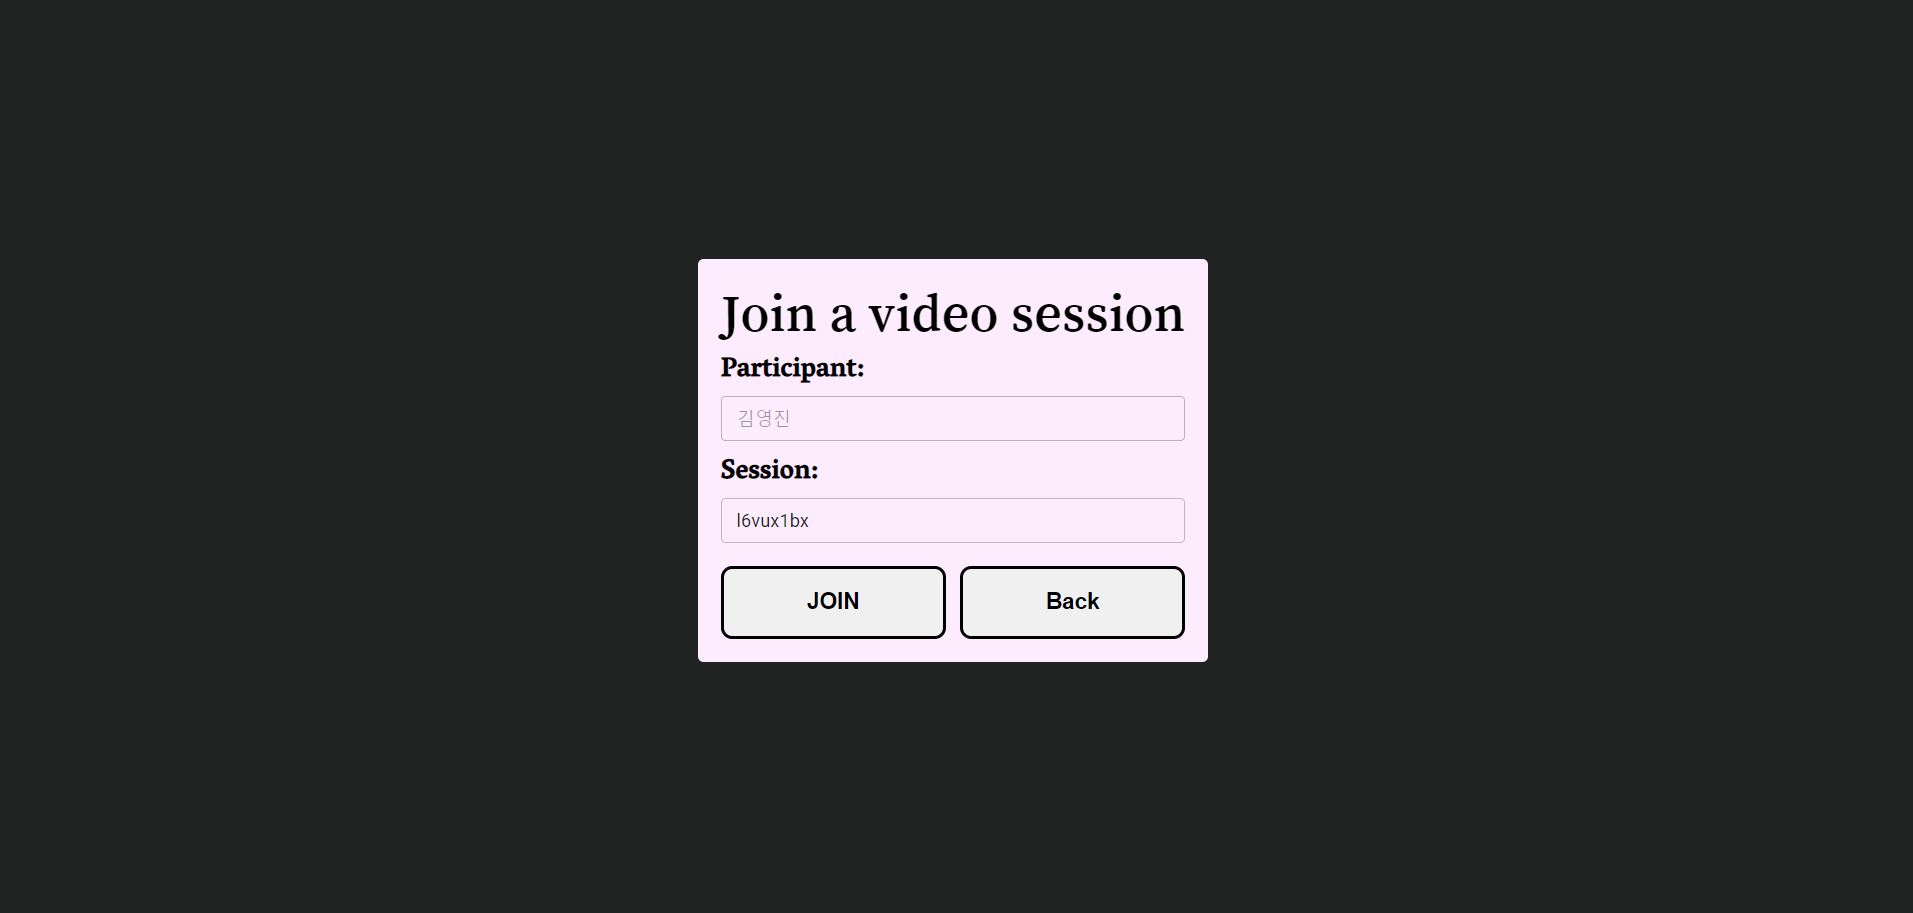 Join a video session
Participant:
김영진
Session:
l6vux1bx
JOIN
Back